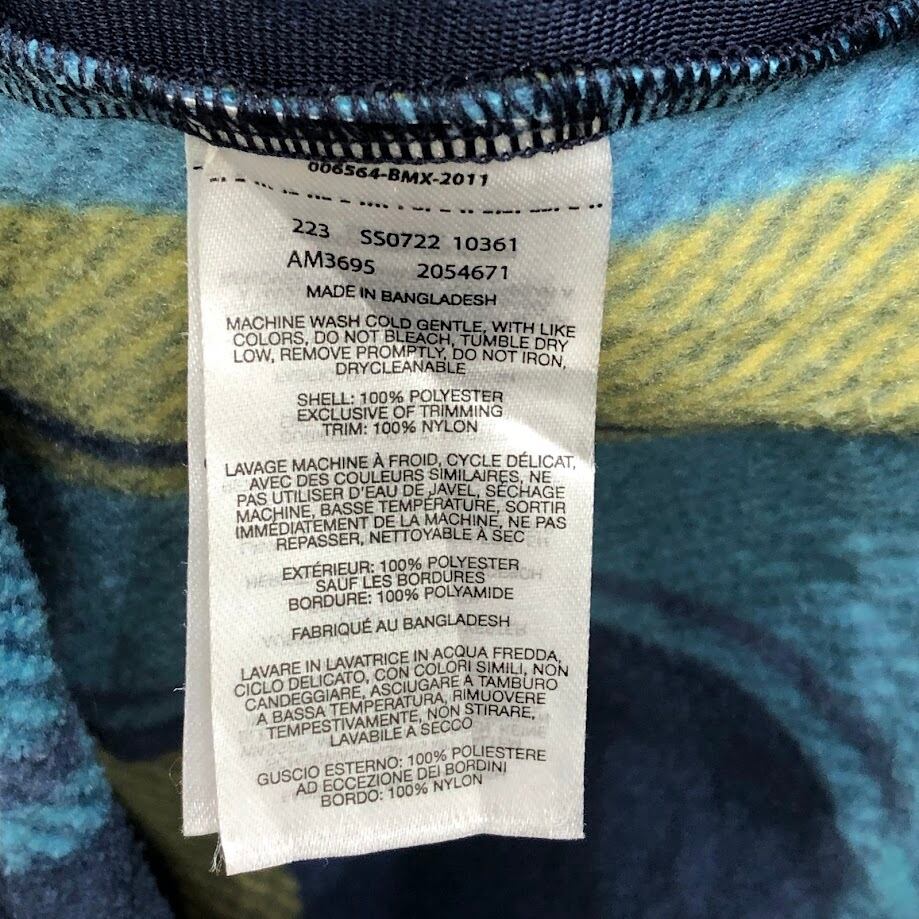 006564-BMX-2011
223 SS0722 10361
AM3695 2054671
MADE IN BANGLADESH
MACHINE WASH COLD GENTLE, WITH LIKE
COLORS, DO NOT BLEACH, TUMBLE DRY
LOW, REMOVE PROMPTLY, DO NOT IRON,
DRYCLEANABLE
SHELL: 100% POLYESTER
EXCLUSIVE OF TRIMMING
TRIM: 100% NYLON
LAVAGE MACHINE À FROID, CYCLE DÉLICAT,
AVEC DES COULEURS SIMILAIRES, NE
PAS UTILISER D'EAU DE JAVEL, SÉCHAGE
MACHINE, BASSE TEMPÉRATURE, SORTIR
IMMÉDIATEMENT DE LA MACHINE, NE PAS
REPASSER, NETTOYABLE À SEC
EXTÉRIEUR: 100% POLYESTER
SAUF LES BORDURES
BORDURE: 100% POLYAMIDE
FABRIQUÉ AU BANGLADESH
LAVARE IN LAVATRICE IN ACQUA FREDDA,
CICLO DELICATO, CON COLORI SIMILI, NON
CANDEGGIARE, ASCIUGARE A TAMBURO
A BASSA TEMPERATURA, RIMUOVERE
TEMPESTIVAMENTE, NON STIRARE,
LAVABILE A SECCO
GUSCIO ESTERNO: 100% POLIESTERE
AD ECCEZIONE DEI BORDINI
BORDO: 100% NYLON